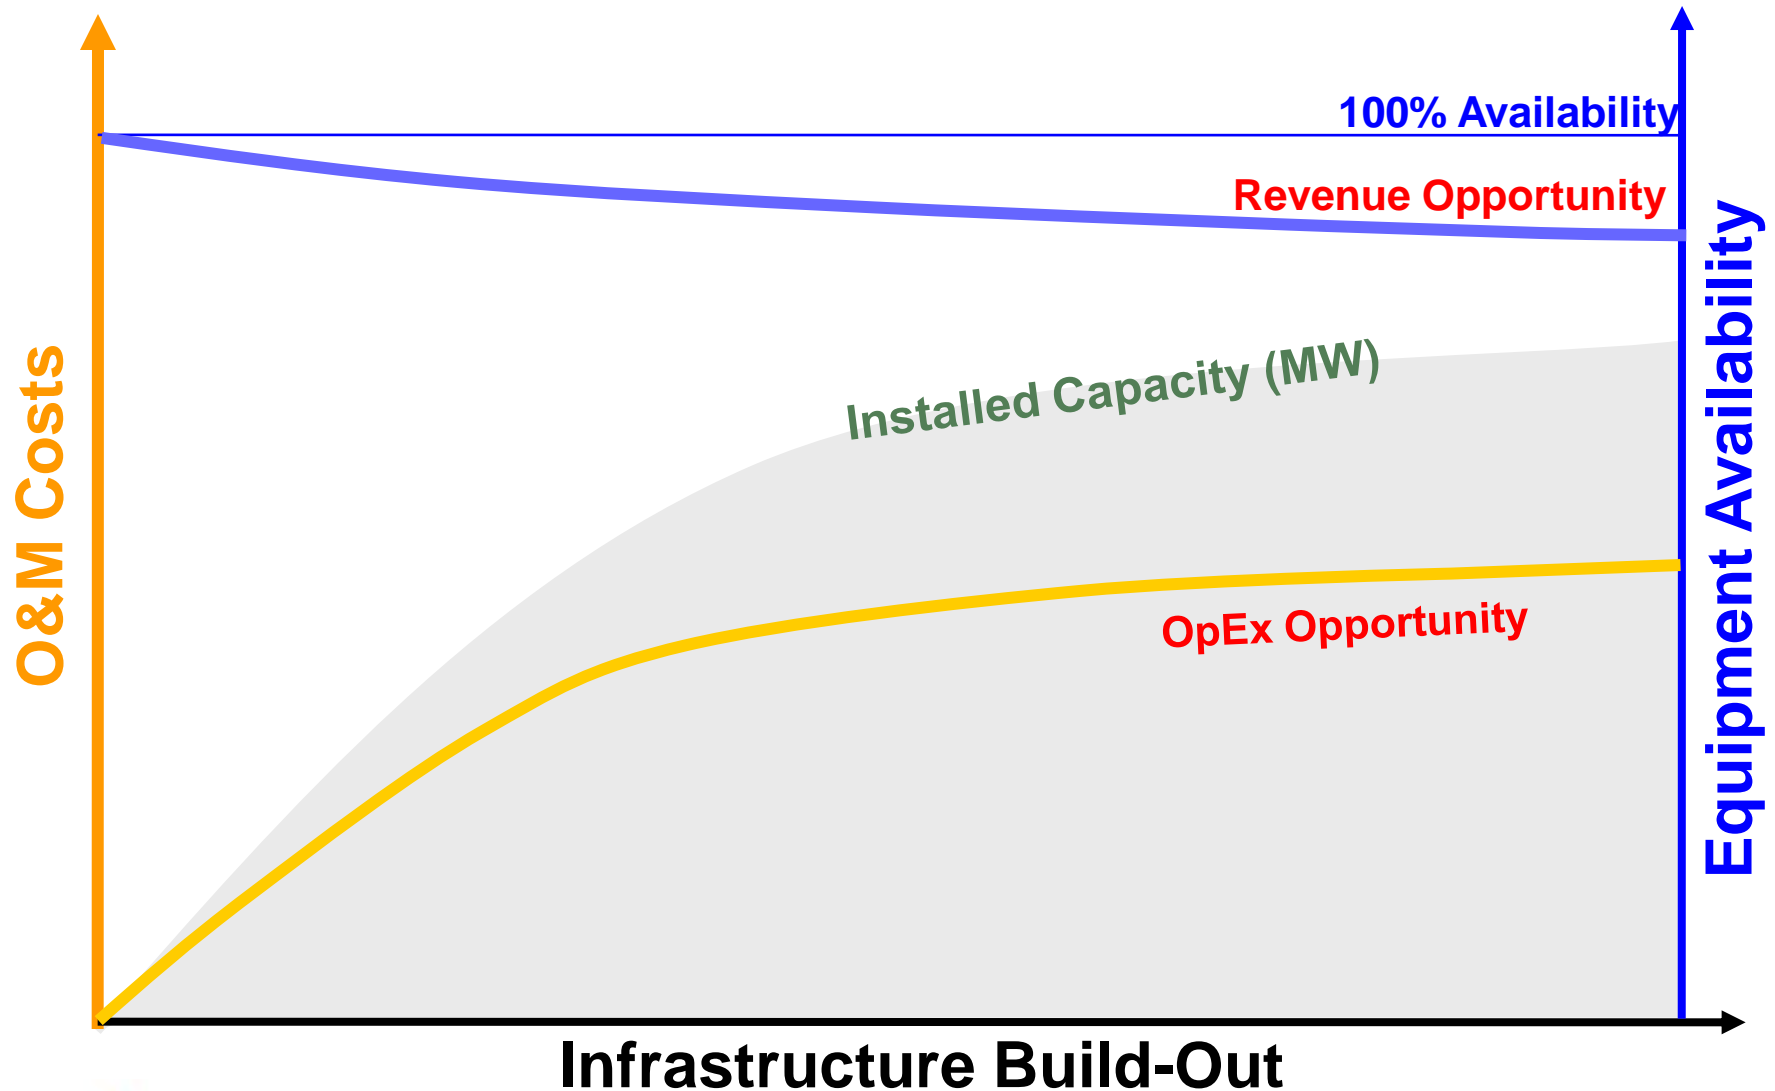 100% Availability
Revenue Opportunity
Installed Capacity (MW)
OpEx Opportunity
O&M Costs
Equipment Availability
Infrastructure Build-Out